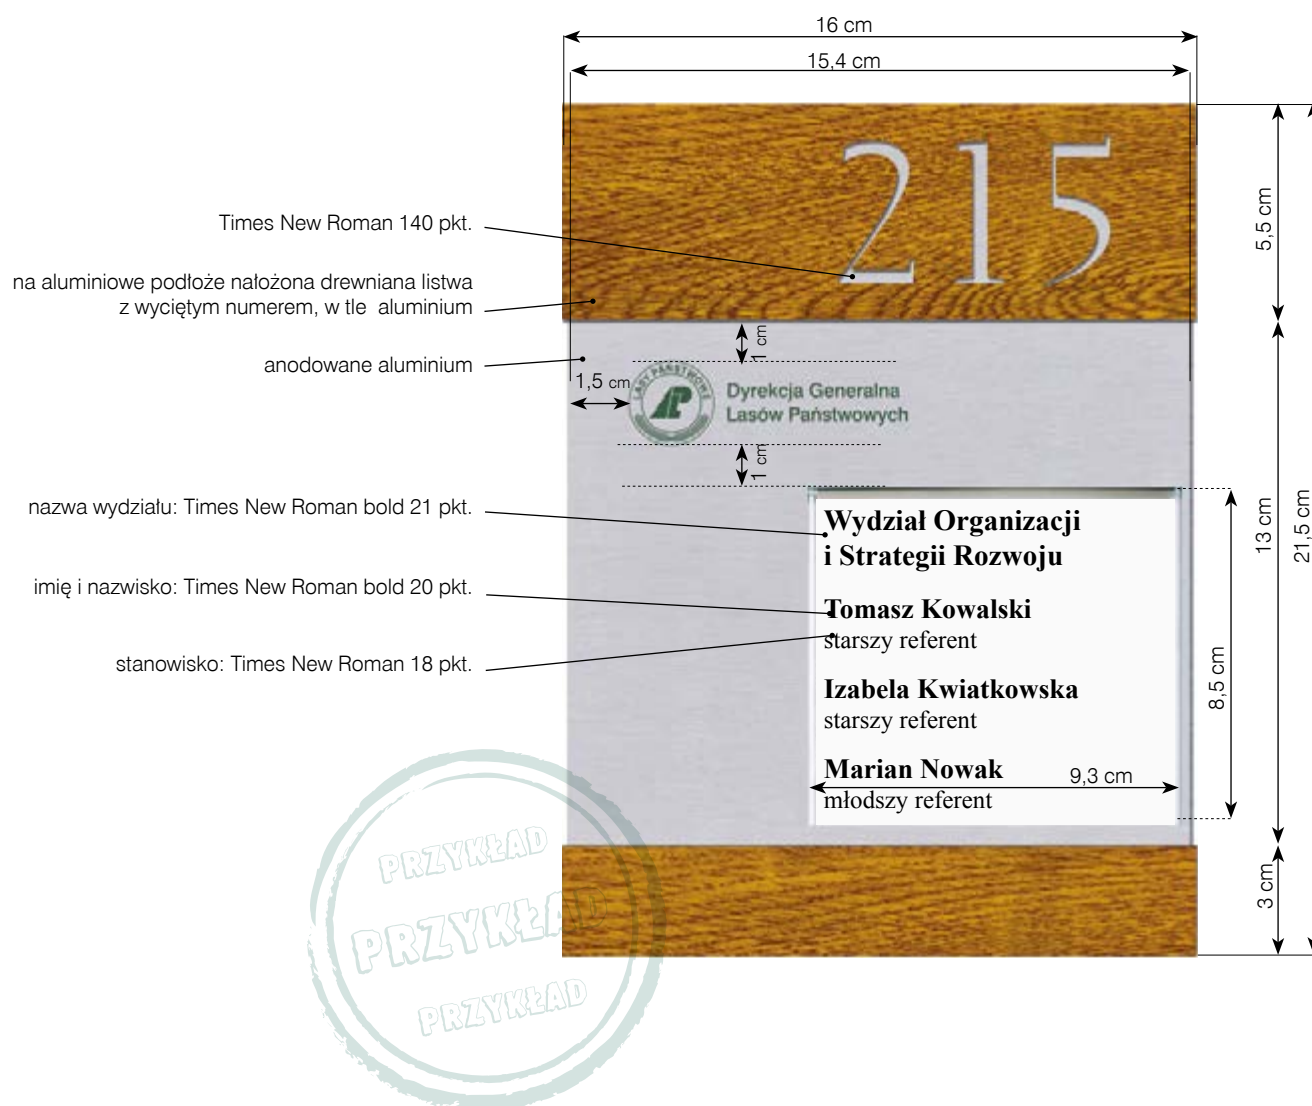 16 cm
15,4 cm
215
5,5 cm
Times New Roman 140 pkt.
na aluminiowe podłoże nałożona drewniana listwa
z wyciętym numerem, w tle aluminium
anodowane aluminium
1 cm
1,5 cm
LASY PAŃSTWOWE
Dyrekcja Generalna
Lasów Państwowych
1 cm
nazwa wydziału: Times New Roman bold 21 pkt.
Wydział Organizacji
i Strategii Rozwoju
13 cm
21,5 cm
imię i nazwisko: Times New Roman bold 20 pkt.
Tomasz Kowalski
starszy referent
stanowisko: Times New Roman 18 pkt.
8,5 cm
Izabela Kwiatkowska
starszy referent
Marian Nowak
9,3 cm
młodszy referent
3 cm
PRZYKŁAD
PRZYKŁAD
PRZYKŁAD